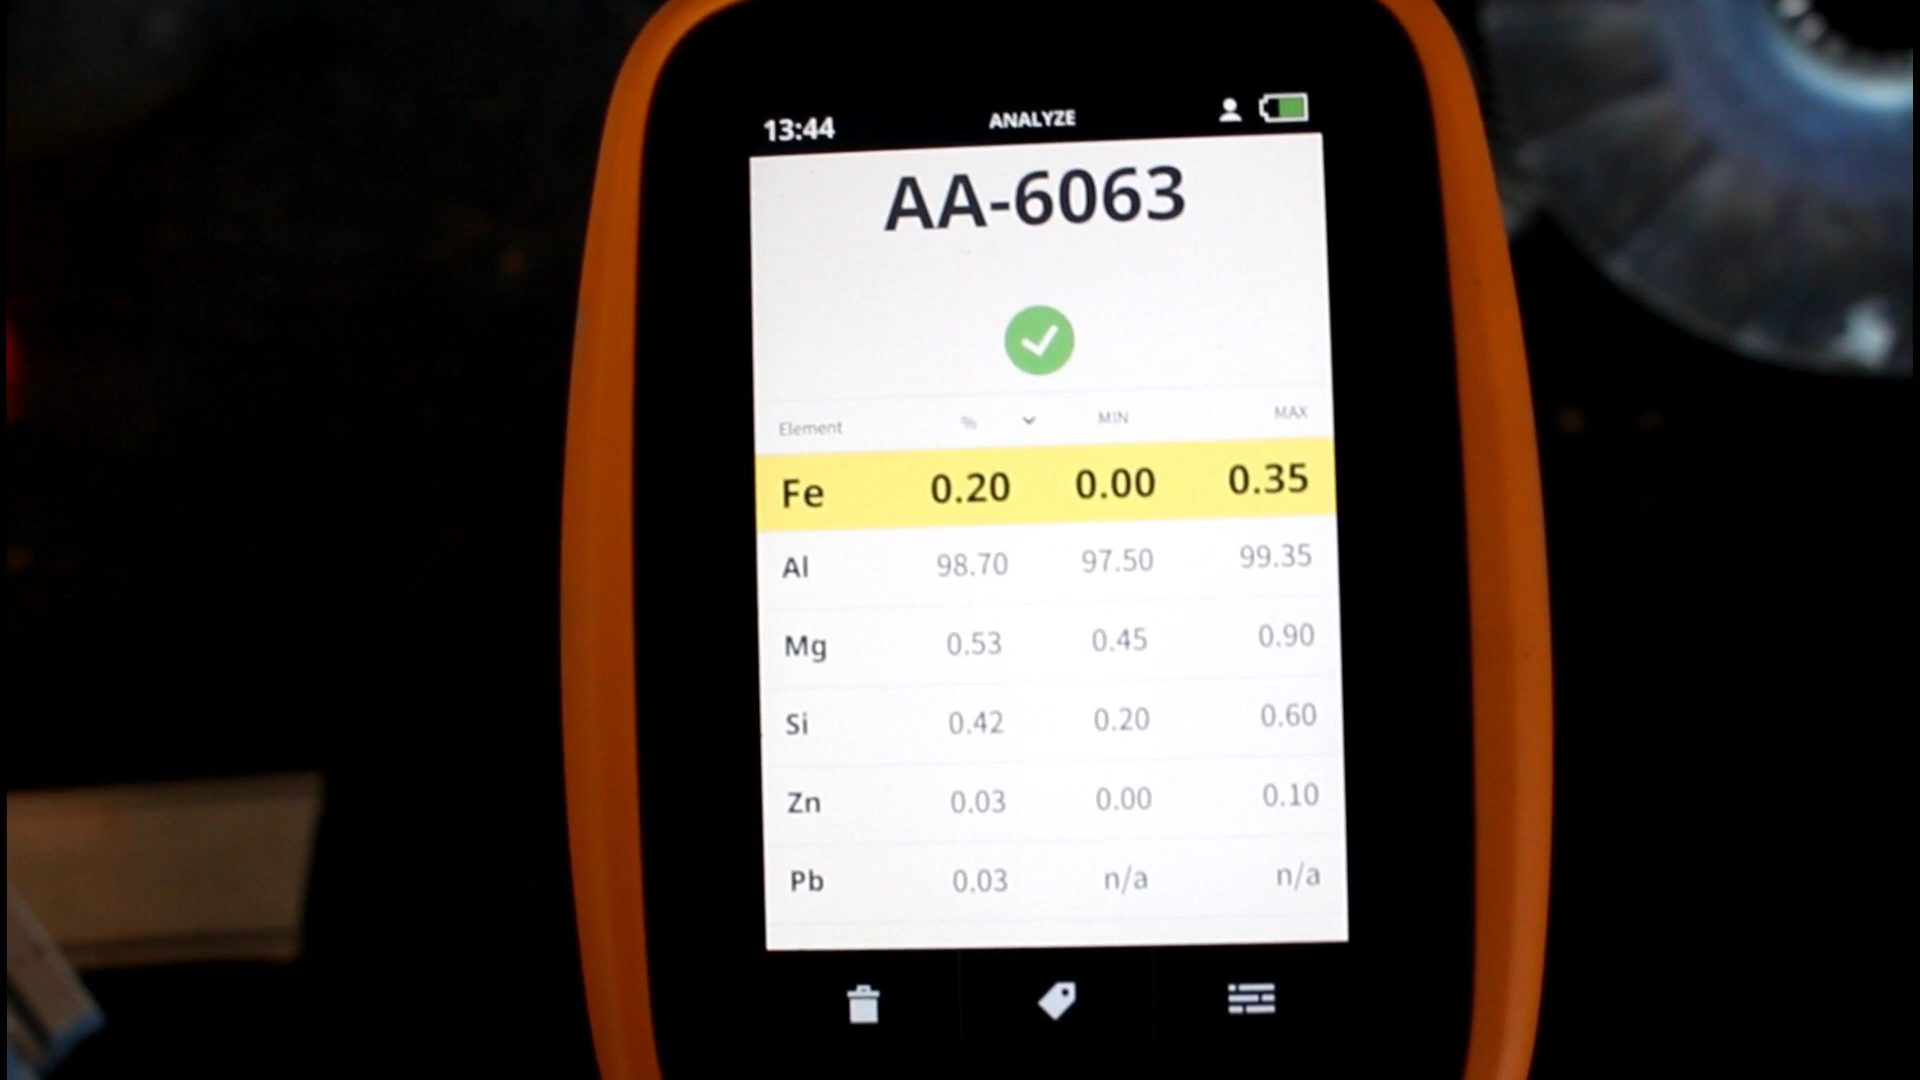 13:44 ANALYZE
AA-6063
Element % MIN MAX
Fe 0.20 0.00 0.35
Al 98.70 97.50 99.35
Mg 0.53 0.45 0.90
Si 0.42 0.20 0.60
Zn 0.03 0.00 0.10
Pb 0.03 n/a n/a